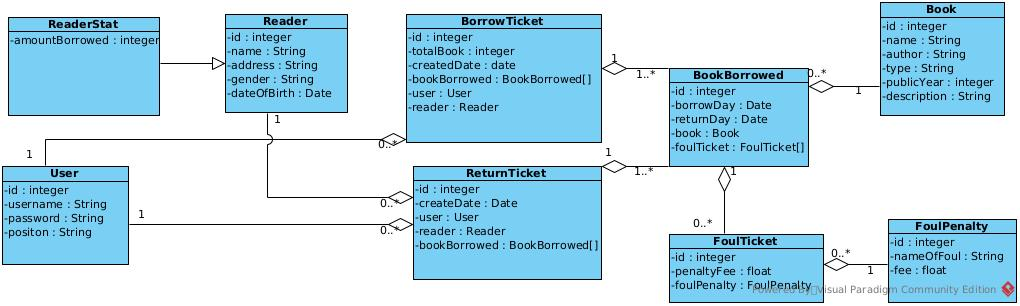 ReaderStat
-amountBorrowed : integer
Reader
-id : integer
-name : String
-address : String
-gender : String
-dateOfBirth : Date
BorrowTicket
-id : integer
-totalBook : integer
-createdDate : date
-bookBorrowed : BookBorrowed[]
-user : User
-reader : Reader
Book
-id : integer
-name : String
-author : String
-type : String
-publicYear : integer
-description : String
BookBorrowed
-id : integer
-borrowDay : Date
-returnDay : Date
-book : Book
-foulTicket : FoulTicket[]
1
1..*
0..*
1
1
0..*
1
User
-id : integer
-username : String
-password : String
-positon : String
1
0..*
0..*
ReturnTicket
-id : integer
-createDate : Date
-user : User
-reader : Reader
-bookBorrowed : BookBorrowed[]
1
1..*
1
0..*
FoulTicket
-id : integer
-penaltyFee : float
-foulPenalty : FoulPenalty
0..*
1
FoulPenalty
-id : integer
-nameOfFoul : String
-fee : float
Powered By Visual Paradigm Community Edition